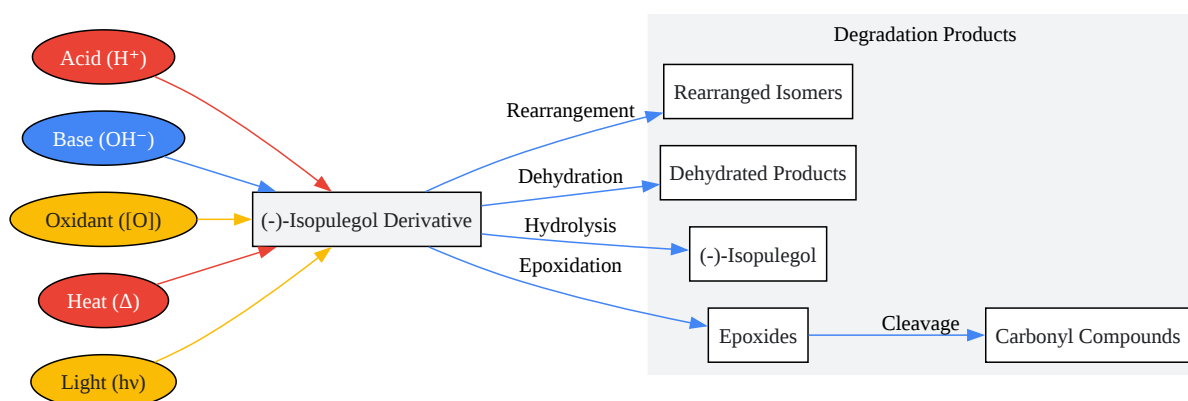 Degradation Products
Acid (H⁺)
Base (OH⁻)
Oxidant ([O])
Heat (Δ)
Light (hν)
(-)-Isopulegol Derivative
Rearrangement
Dehydration
Hydrolysis
Epoxidation
Rearranged Isomers
Dehydrated Products
(-)-Isopulegol
Epoxides
Cleavage
Carbonyl Compounds